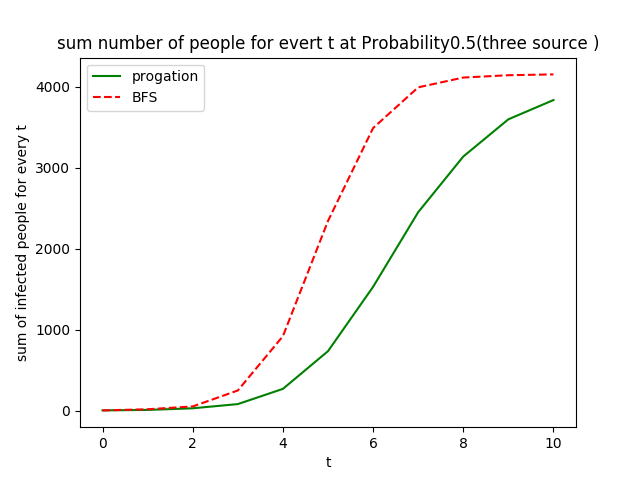 sum number of people for evert t at Probability0.5(three source )
progation
BFS
sum of infected people for every t
4000
3000
2000
1000
0
0 2 4 6 8 10
t